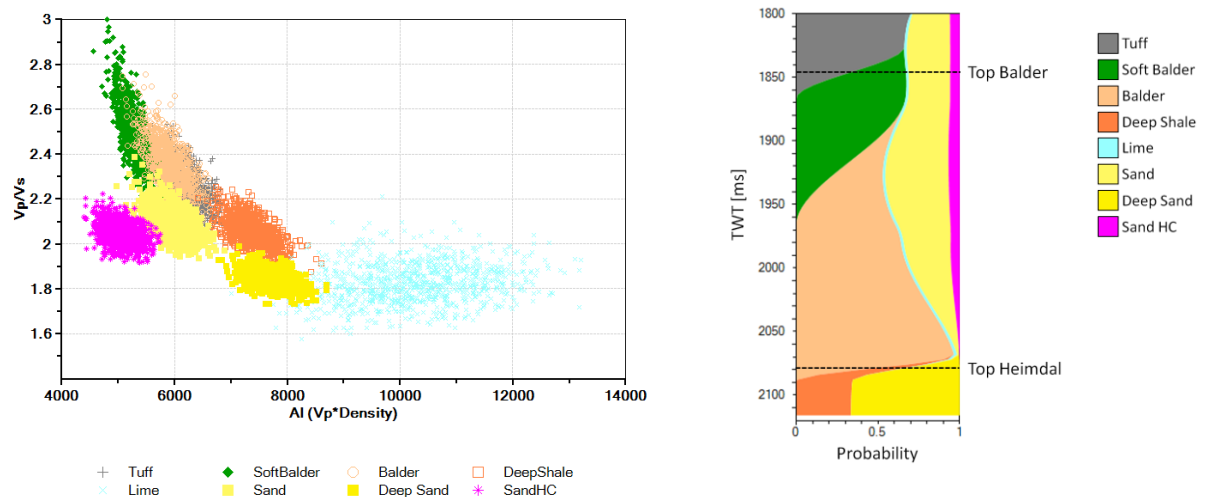 3
2.8
2.6
2.4
2.2
2
1.8
1.6
Vp/Vs
4000 6000 8000 10000 12000 14000
AI (Vp*Density)
Tuff SoftBalder Balder DeepShale
Lime Sand Deep Sand SandHC
1800
1850
1900
1950
2000
2050
2100
TWT [ms]
0 0.5 1
Probability
Top Balder
Top Heimdal
Tuff
Soft Balder
Balder
Deep Shale
Lime
Sand
Deep Sand
Sand HC